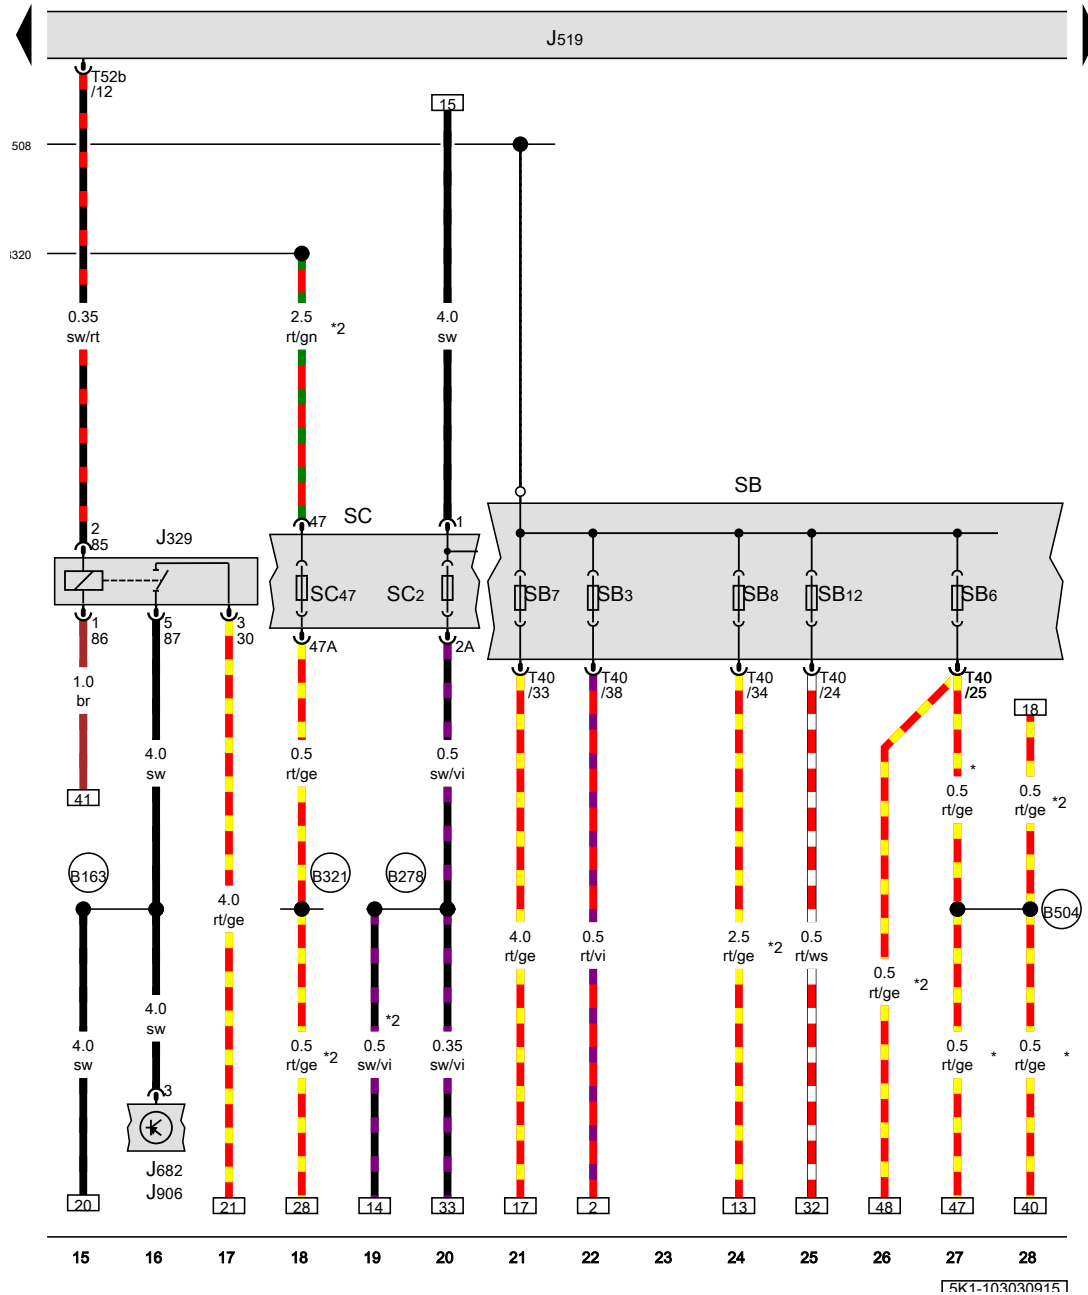 J519
T52b
/12
15
508
320
0.35
sw/rt
2.5
rt/gn
*2
4.0
sw
SB
2
85
J329
47
SC
1
SC47
SC2
SB7
SB3
SB8
SB12
SB6
1
86
5
87
3
30
47A
2A
T40
/33
T40
/38
T40
/34
T40
/24
T40
/25
1.0
br
18
4.0
sw
0.5
rt/ge
0.5
sw/vi
*
0.5
rt/ge
0.5
rt/ge
*2
41
B163
B321
B278
B504
4.0
rt/ge
4.0
rt/ge
0.5
rt/vi
2.5
rt/ge
*2
0.5
rt/ws
0.5
rt/ge
*2
4.0
sw
4.0
sw
0.5
rt/ge
*2
*2
0.5
sw/vi
0.35
sw/vi
0.5
rt/ge
*
0.5
rt/ge
*
3
J682
J906
20
21
28
14
33
17
2
13
32
48
47
40
15 16 17 18 19 20 21 22 23 24 25 26 27 28
5K1-103030915